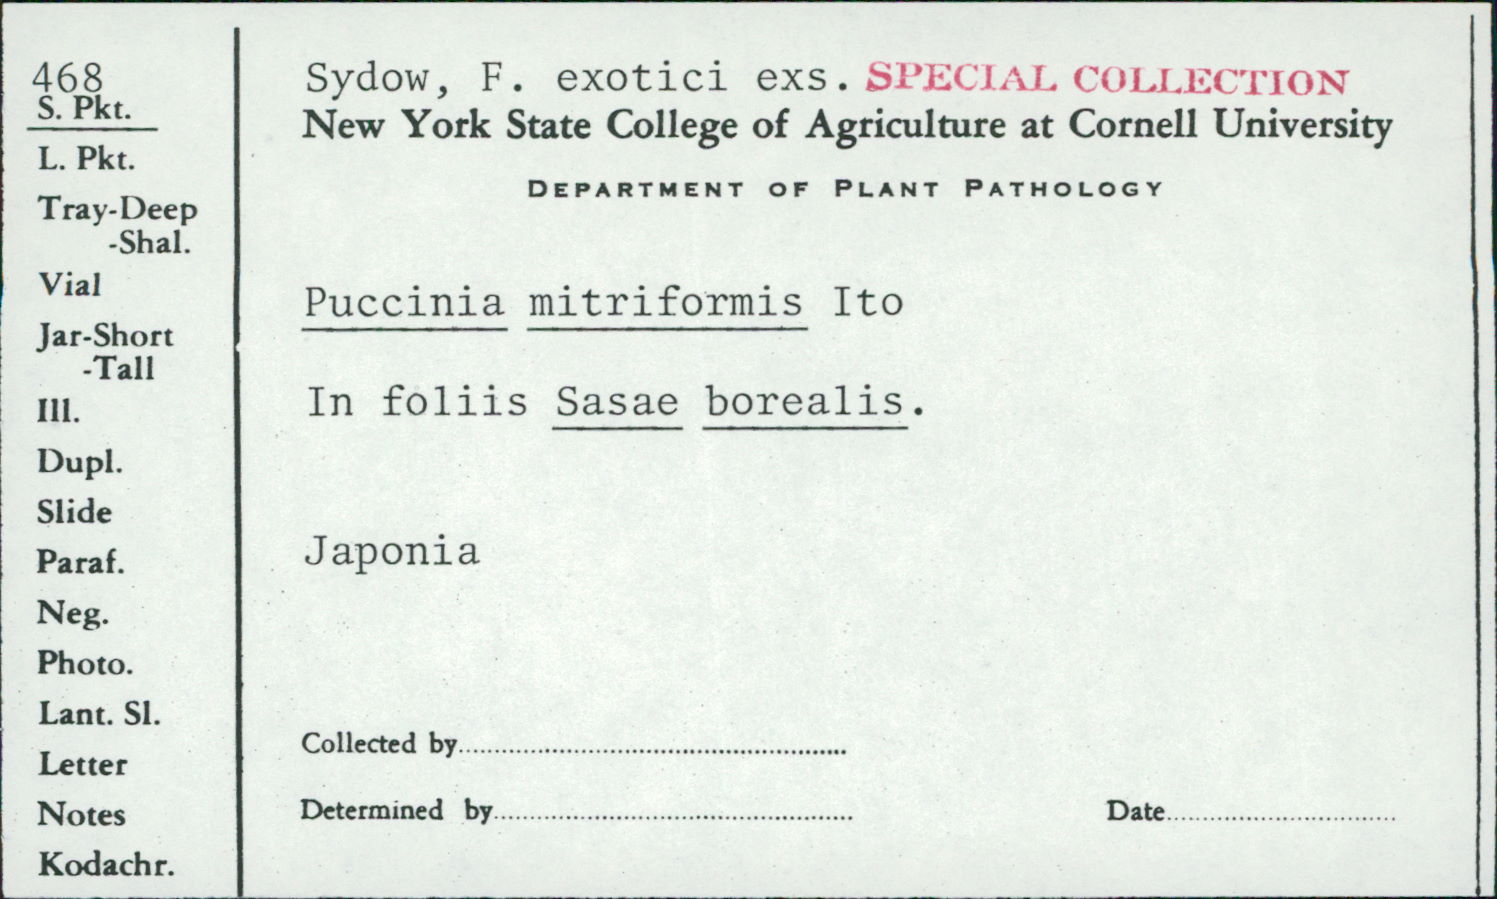 468
S. Pkt.
L. Pkt.
Tray-Deep
-Shal.
Vial
Jar-Short
-Tall
Ill.
Dupl.
Slide
Paraf.
Neg.
Photo.
Lant. Sl.
Letter
Notes
Kodachr.
Sydow, F. exotici exs. SPECIAL COLLECTION
New York State College of Agriculture at Cornell University
DEPARTMENT OF PLANT PATHOLOGY
Puccinia mitriformis Ito
In foliis Sasae borealis.
Japonia
Collected by
Determined by
Date